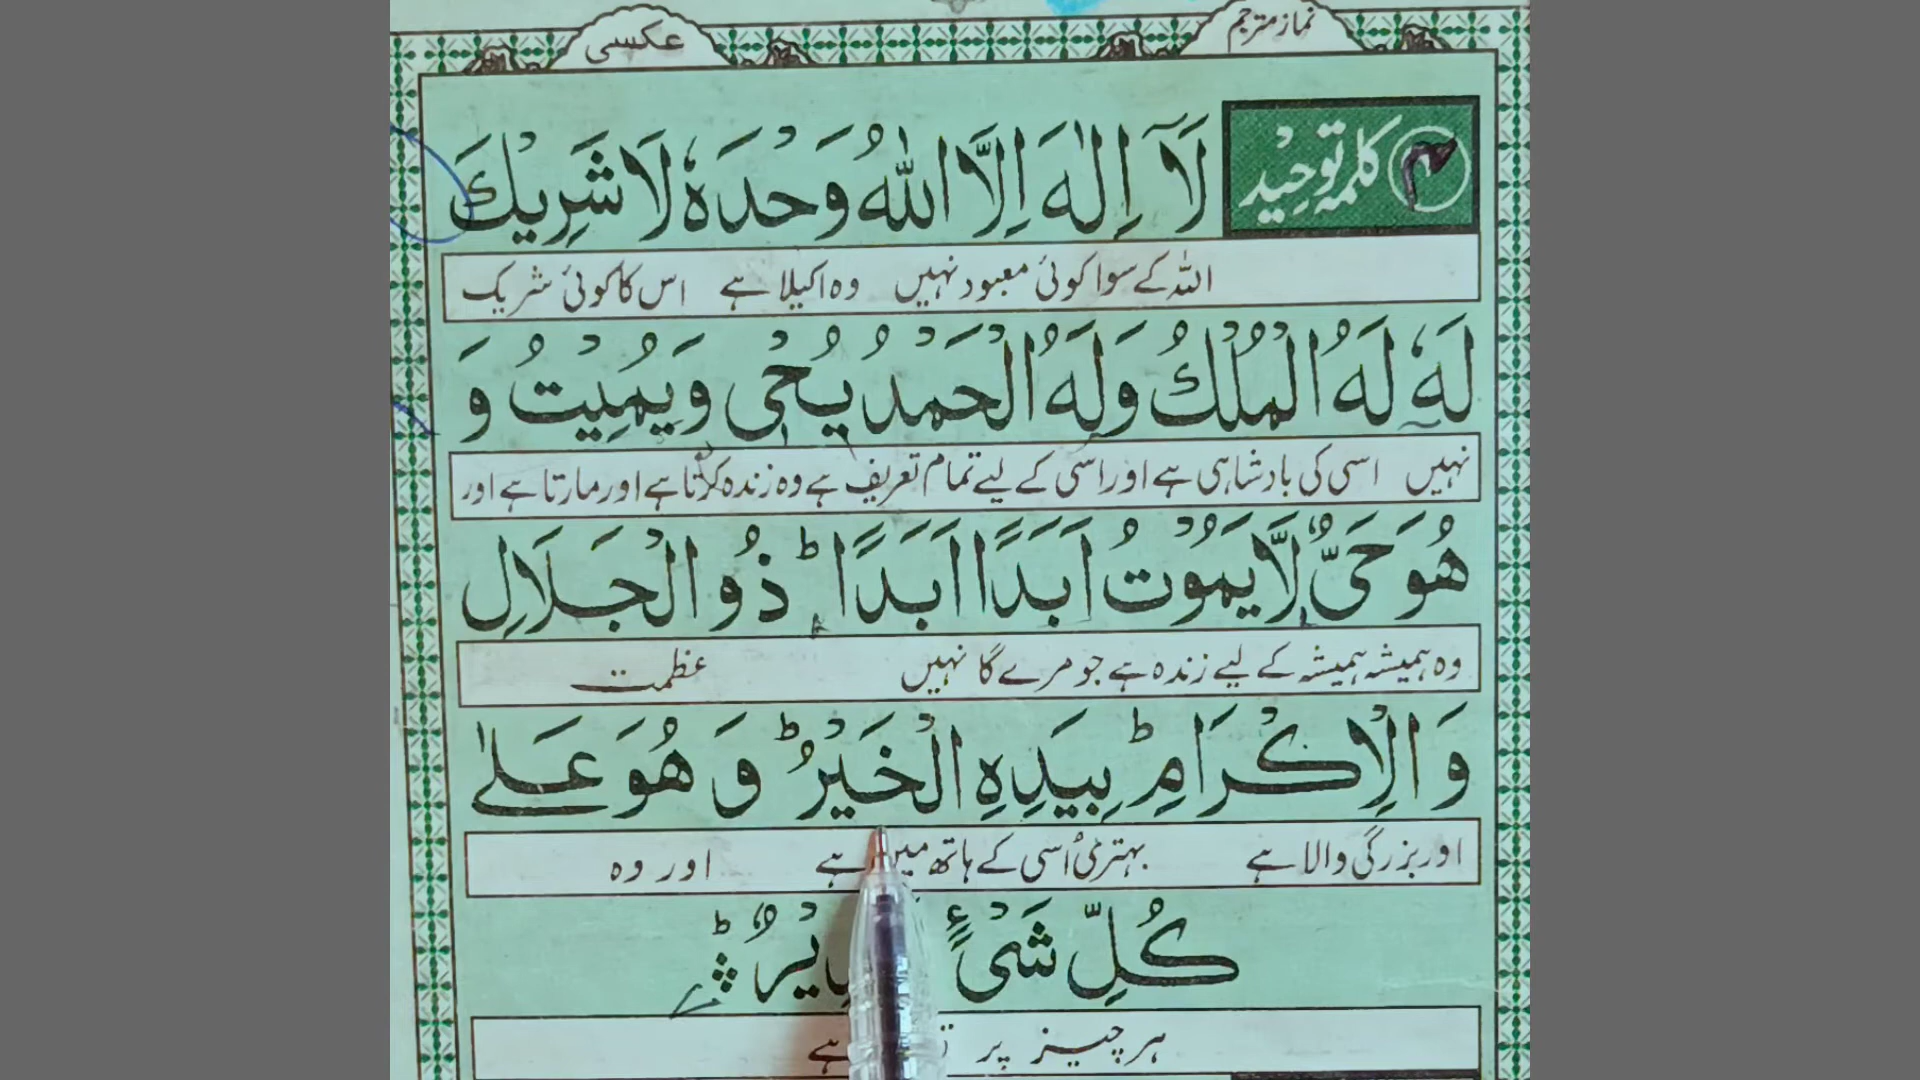 نماز مترجم
عکسی
۴ کلمہ توحید
لَآ اِلٰهَ اِلَّا اللّٰهُ وَحْدَهٗ لَا شَرِيْكَ
اللہ کے سوا کوئی معبود نہیں وہ اکیلا ہے اس کا کوئی شریک
لَهٗ لَهُ الْمُلْكُ وَلَهُ الْحَمْدُ يُحْيٖ وَيُمِيْتُ وَ
نہیں اسی کی بادشاہی ہے اور اسی کے لیے تمام تعریف ہے وہ زندہ کرتا ہے اور مارتا ہے اور
هُوَ حَيٌّ لَّا يَمُوْتُ اَبَدًا اَبَدًا ؕ ذُو الْجَلَالِ
وہ ہمیشہ ہمیشہ کے لیے زندہ ہے جو مرے گا نہیں عظمت
وَ الْاِكْرَامِ ؕ بِيَدِهِ الْخَيْرُ ؕ وَ هُوَ عَلٰى
اور بزرگی والا ہے بہتری اُسی کے ہاتھ میں ہے اور وہ
كُلِّ شَیْءٍ
ہر چیز پر ہے